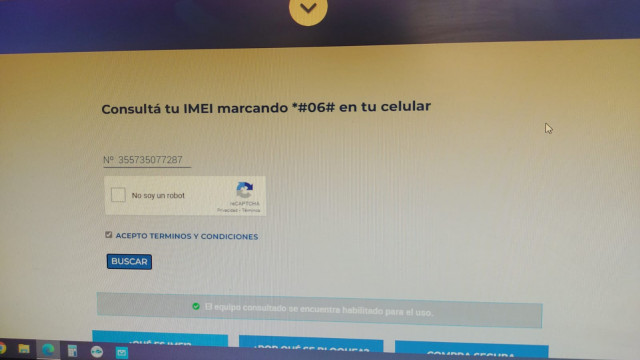 Consultá tu IMEI marcando *#06# en tu celular
Nº 355735077287
No soy un robot
reCAPTCHA
Privacidad - Términos
ACEPTO TERMINOS Y CONDICIONES
BUSCAR
El equipo consultado se encuentra habilitado para el uso.
¿QUÉ ES IMEI?
¿POR QUÉ SE BLOQUEA?
COMPRA SEGURA